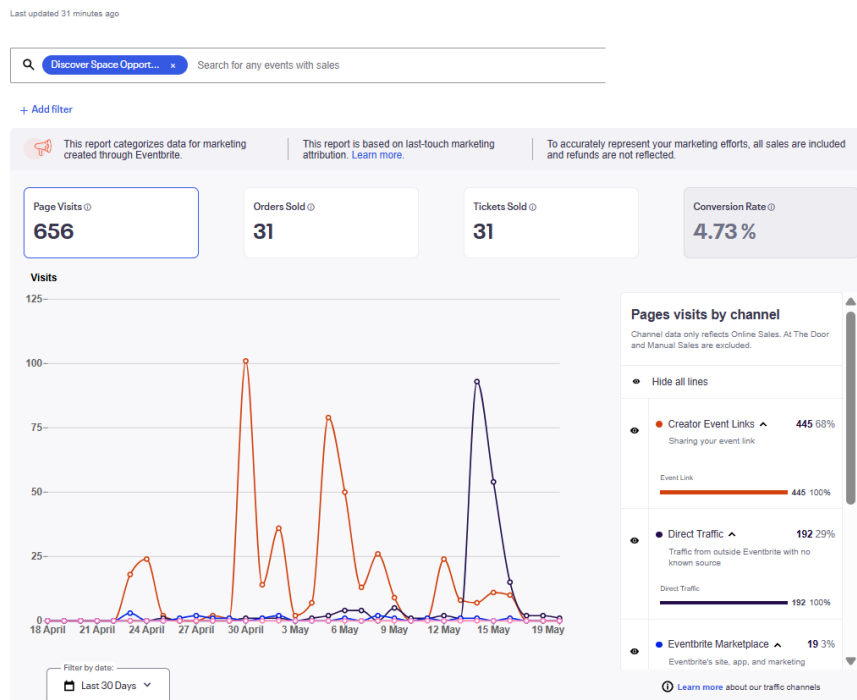 Last updated 31 minutes ago
Discover Space Opport... × Search for any events with sales
+ Add filter
This report categorizes data for marketing
created through Eventbrite.
This report is based on last-touch marketing
attribution. Learn more.
To accurately represent your marketing efforts, all sales are included
and refunds are not reflected.
Page Visits
656
Orders Sold
31
Tickets Sold
31
Conversion Rate
4.73 %
Visits
125
100
75
50
25
0
18 April 21 April 24 April 27 April 30 April 3 May 6 May 9 May 12 May 15 May 19 May
Filter by date:
Last 30 Days
Pages visits by channel
Channel data only reflects Online Sales. At The Door
and Manual Sales are excluded.
Hide all lines
Creator Event Links 445 68%
Sharing your event link
Event Link
445 100%
Direct Traffic 192 29%
Traffic from outside Eventbrite with no
known source
Direct Traffic
192 100%
Eventbrite Marketplace 19 3%
Eventbrite's site, app, and marketing
Learn more about our traffic channels